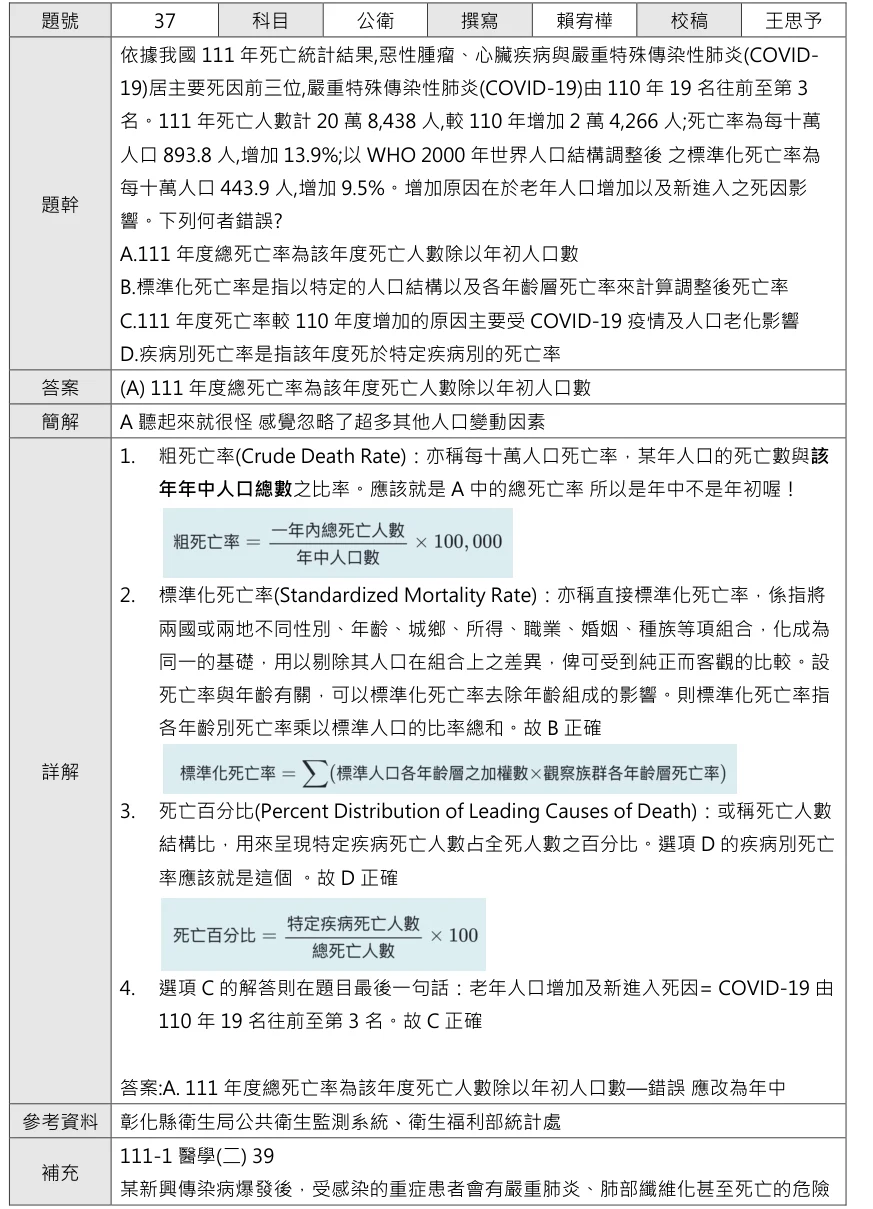 題號 37 科目 公衛 撰寫 賴宥樺 校稿 王思予
題幹
依據我國 111 年死亡統計結果,惡性腫瘤、心臟疾病與嚴重特殊傳染性肺炎(COVID-
19)居主要死因前三位,嚴重特殊傳染性肺炎(COVID-19)由 110 年 19 名往前至第 3
名。111 年死亡人數計 20 萬 8,438 人,較 110 年增加 2 萬 4,266 人;死亡率為每十萬
人口 893.8 人,增加 13.9%;以 WHO 2000 年世界人口結構調整後 之標準化死亡率為
每十萬人口 443.9 人,增加 9.5%。增加原因在於老年人口增加以及新進入之死因影
響。下列何者錯誤?
A.111 年度總死亡率為該年度死亡人數除以年初人口數
B.標準化死亡率是指以特定的人口結構以及各年齡層死亡率來計算調整後死亡率
C.111 年度死亡率較 110 年度增加的原因主要受 COVID-19 疫情及人口老化影響
D.疾病別死亡率是指該年度死於特定疾病別的死亡率
答案 (A) 111 年度總死亡率為該年度死亡人數除以年初人口數
簡解 A 聽起來就很怪 感覺忽略了超多其他人口變動因素
詳解
1. 粗死亡率(Crude Death Rate)：亦稱每十萬人口死亡率，某年人口的死亡數與該
年年中人口總數之比率。應該就是 A 中的總死亡率 所以是年中不是年初喔！
粗死亡率 = 一年內總死亡人數 / 年中人口數 × 100,000
2. 標準化死亡率(Standardized Mortality Rate)：亦稱直接標準化死亡率，係指將
兩國或兩地不同性別、年齡、城鄉、所得、職業、婚姻、種族等項組合，化成為
同一的基礎，用以剔除其人口在組合上之差異，俾可受到純正而客觀的比較。設
死亡率與年齡有關，可以標準化死亡率去除年齡組成的影響。則標準化死亡率指
各年齡別死亡率乘以標準人口的比率總和。故 B 正確
標準化死亡率 = ∑(標準人口各年齡層之加權數×觀察族群各年齡層死亡率)
3. 死亡百分比(Percent Distribution of Leading Causes of Death)：或稱死亡人數
結構比，用來呈現特定疾病死亡人數占全死人數之百分比。選項 D 的疾病別死亡
率應該就是這個 。故 D 正確
死亡百分比 = 特定疾病死亡人數 / 總死亡人數 × 100
4. 選項 C 的解答則在題目最後一句話：老年人口增加及新進入死因= COVID-19 由
110 年 19 名往前至第 3 名。故 C 正確
答案:A. 111 年度總死亡率為該年度死亡人數除以年初人口數—錯誤 應改為年中
參考資料 彰化縣衛生局公共衛生監測系統、衛生福利部統計處
補充
111-1 醫學(二) 39
某新興傳染病爆發後，受感染的重症患者會有嚴重肺炎、肺部纖維化甚至死亡的危險